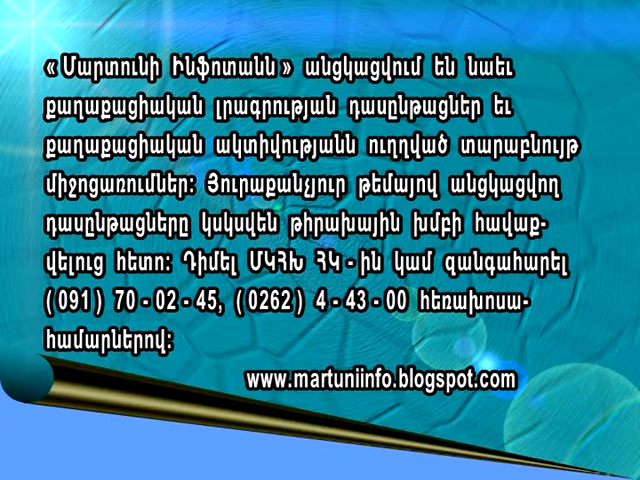 « Մարտունի Ինֆոտանն » անցկացվում են նաեւ
քաղաքացիական լրագրության դասընթացներ եւ
քաղաքացիական ակտիվությանն ուղղված տարաբնույթ
միջոցառումներ: Յուրաքանչյուր թեմայով անցկացվող
դասընթացները կսկսվեն թիրախային խմբի հավաք-
վելուց հետո: Դիմել ՄԿՀԽ ՀԿ - ին կամ զանգահարել
( 091 ) 70 - 02 - 45, ( 0262 ) 4 - 43 - 00 հեռախոսա-
համարներով:
www.martuniinfo.blogspot.com